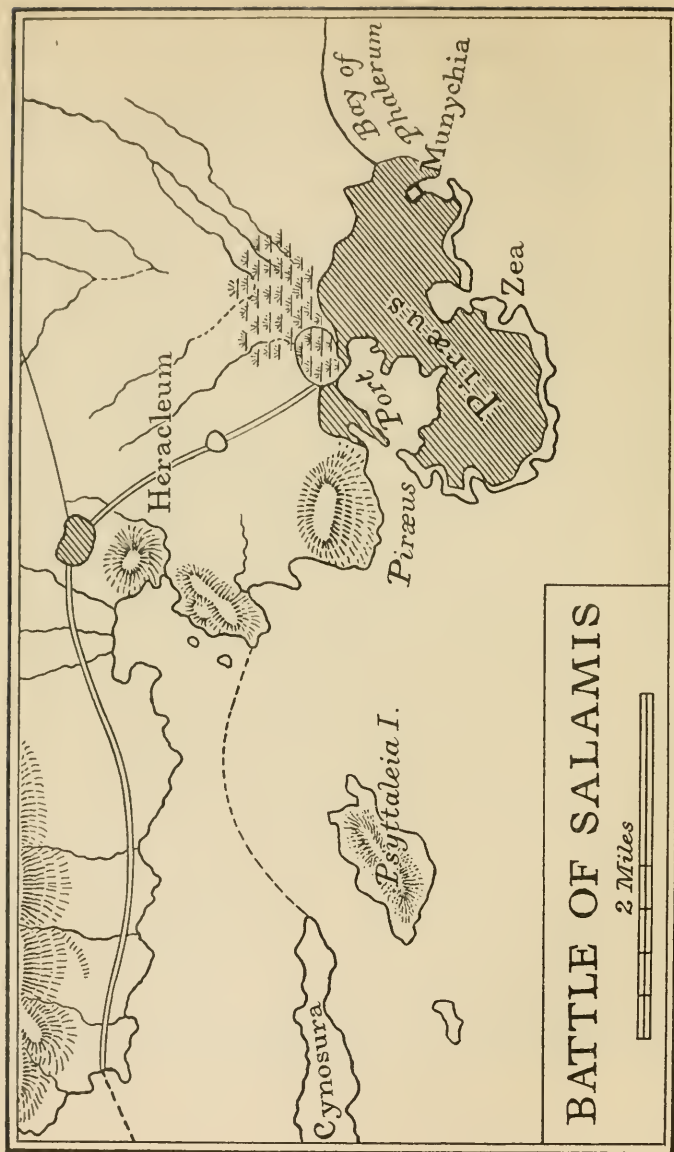 Bay of
Phalerum
Munychia
Heracleum
Port
Piræus
Zea
Piræus
Psyttaleia I.
Cynosura
BATTLE OF SALAMIS
2 Miles